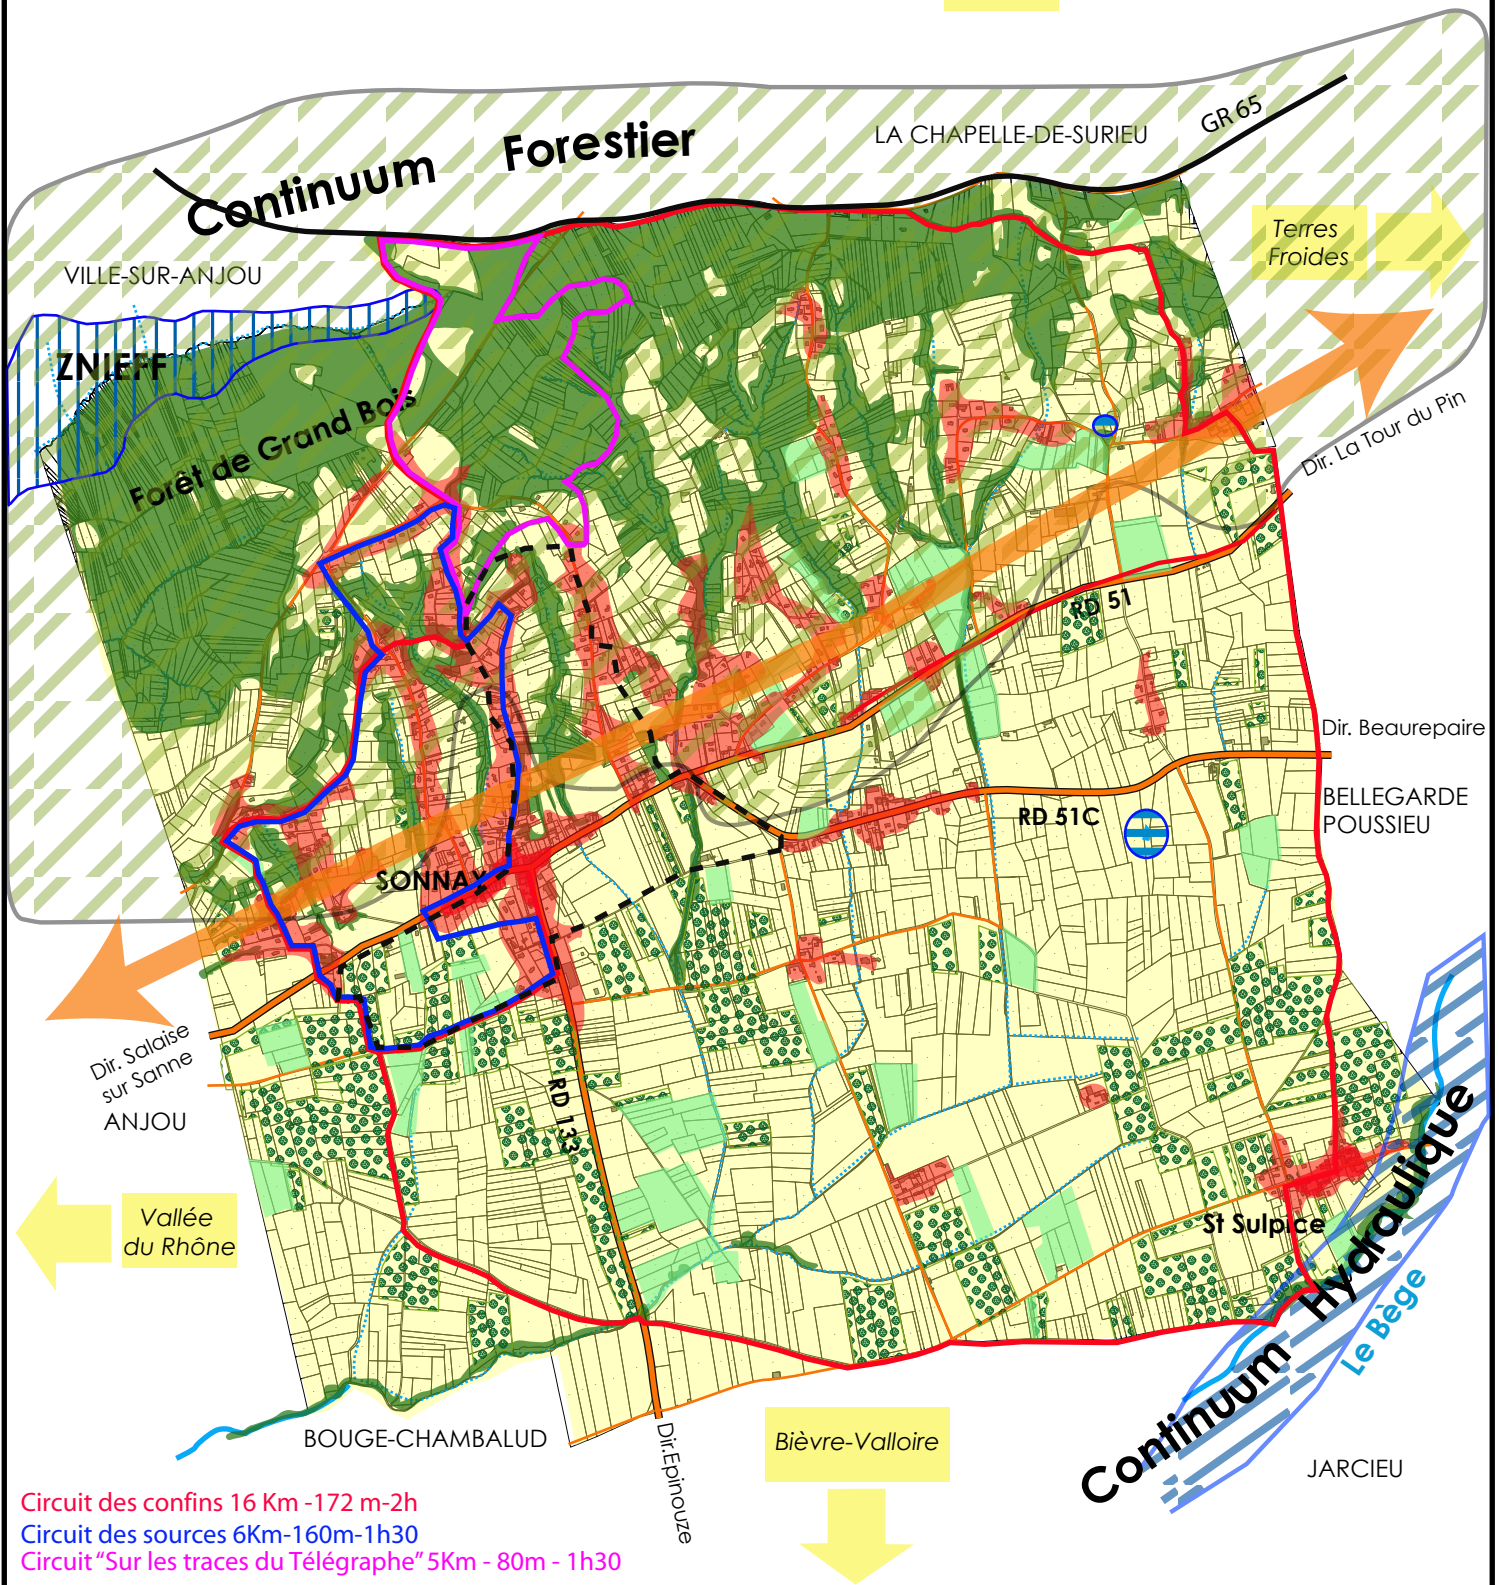 Continuum Forestier
LA CHAPELLE-DE-SURIEU
GR 65
Terres
Froides
VILLE-SUR-ANJOU
ZNIEFF
Forêt de Grand Bois
Dir. La Tour du Pin
RD 51
Dir. Beaurepaire
BELLEGARDE
POUSSIEU
RD 51C
SONNAY
Dir. Salaise
sur Sanne
ANJOU
RD 133
Vallée
du Rhône
St Sulpice
Continuum Hydraulique
Le Bège
Bièvre-Valloire
BOUGE-CHAMBALUD
Dir.Epinouze
JARCIEU
Circuit des confins 16 Km -172 m-2h
Circuit des sources 6Km-160m-1h30
Circuit "Sur les traces du Télégraphe" 5Km - 80m - 1h30